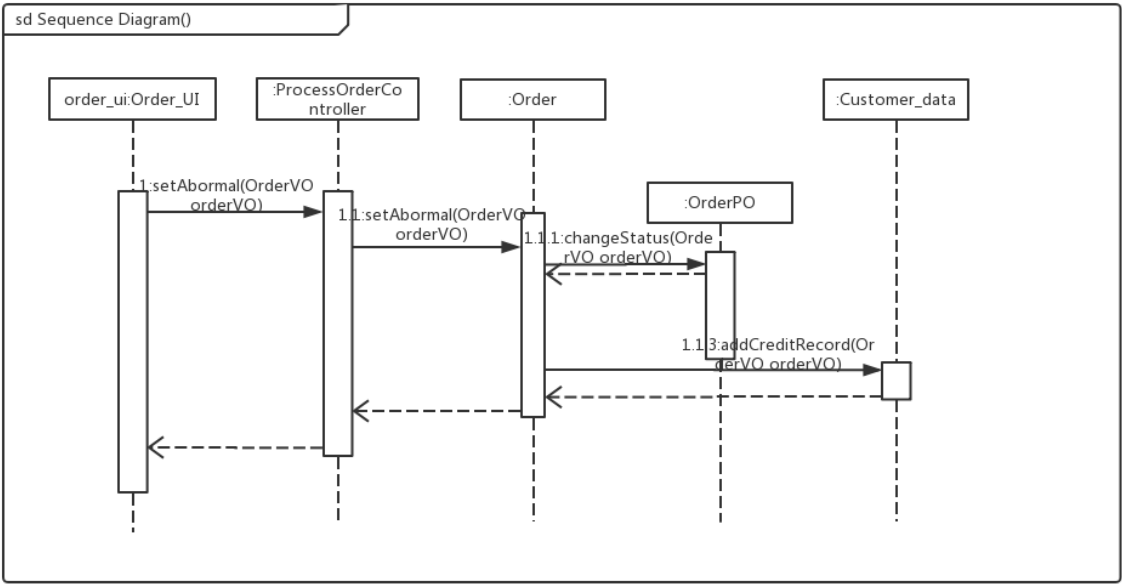 sd Sequence Diagram()
order_ui:Order_UI
:ProcessOrderCo
ntroller
:Order
:Customer_data
:OrderPO
1:setAbormal(OrderVO
orderVO)
1.1:setAbormal(OrderVO
orderVO)
1.1.1:changeStatus(Orde
rVO orderVO)
1.1.3:addCreditRecord(Or
derVO orderVO)